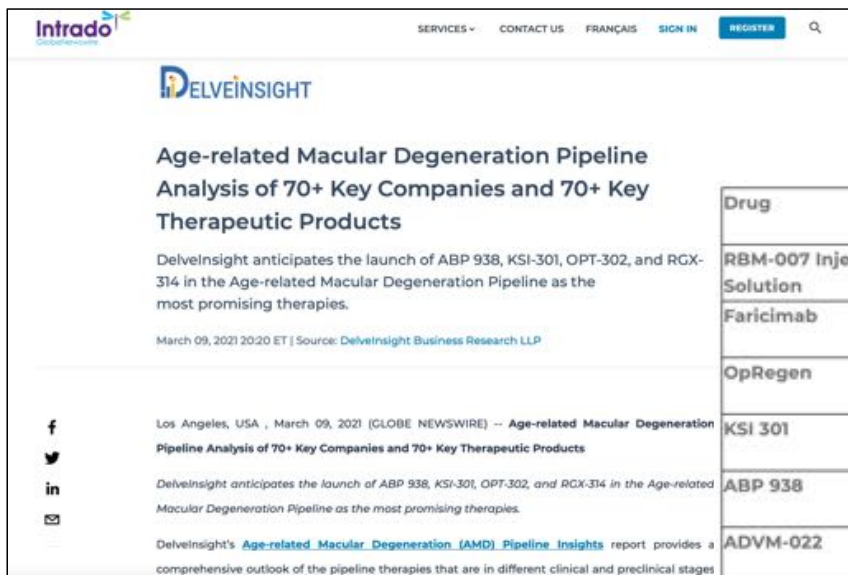 Intrado
GlobeNewswire
SERVICES CONTACT US FRANÇAIS SIGN IN REGISTER
DELVEINSIGHT
Age-related Macular Degeneration Pipeline
Analysis of 70+ Key Companies and 70+ Key
Therapeutic Products
DelveInsight anticipates the launch of ABP 938, KSI-301, OPT-302, and RGX-
314 in the Age-related Macular Degeneration Pipeline as the
most promising therapies.
March 09, 2021 20:20 ET | Source: DelveInsight Business Research LLP
Los Angeles, USA , March 09, 2021 (GLOBE NEWSWIRE) -- Age-related Macular Degeneration
Pipeline Analysis of 70+ Key Companies and 70+ Key Therapeutic Products
DelveInsight anticipates the launch of ABP 938, KSI-301, OPT-302, and RGX-314 in the Age-related
Macular Degeneration Pipeline as the most promising therapies.
DelveInsight's Age-related Macular Degeneration (AMD) Pipeline Insights report provides a
comprehensive outlook of the pipeline therapies that are in different clinical and preclinical stages
Drug
RBM-007 Inje
Solution
Faricimab
OpRegen
KSI 301
ABP 938
ADVM-022